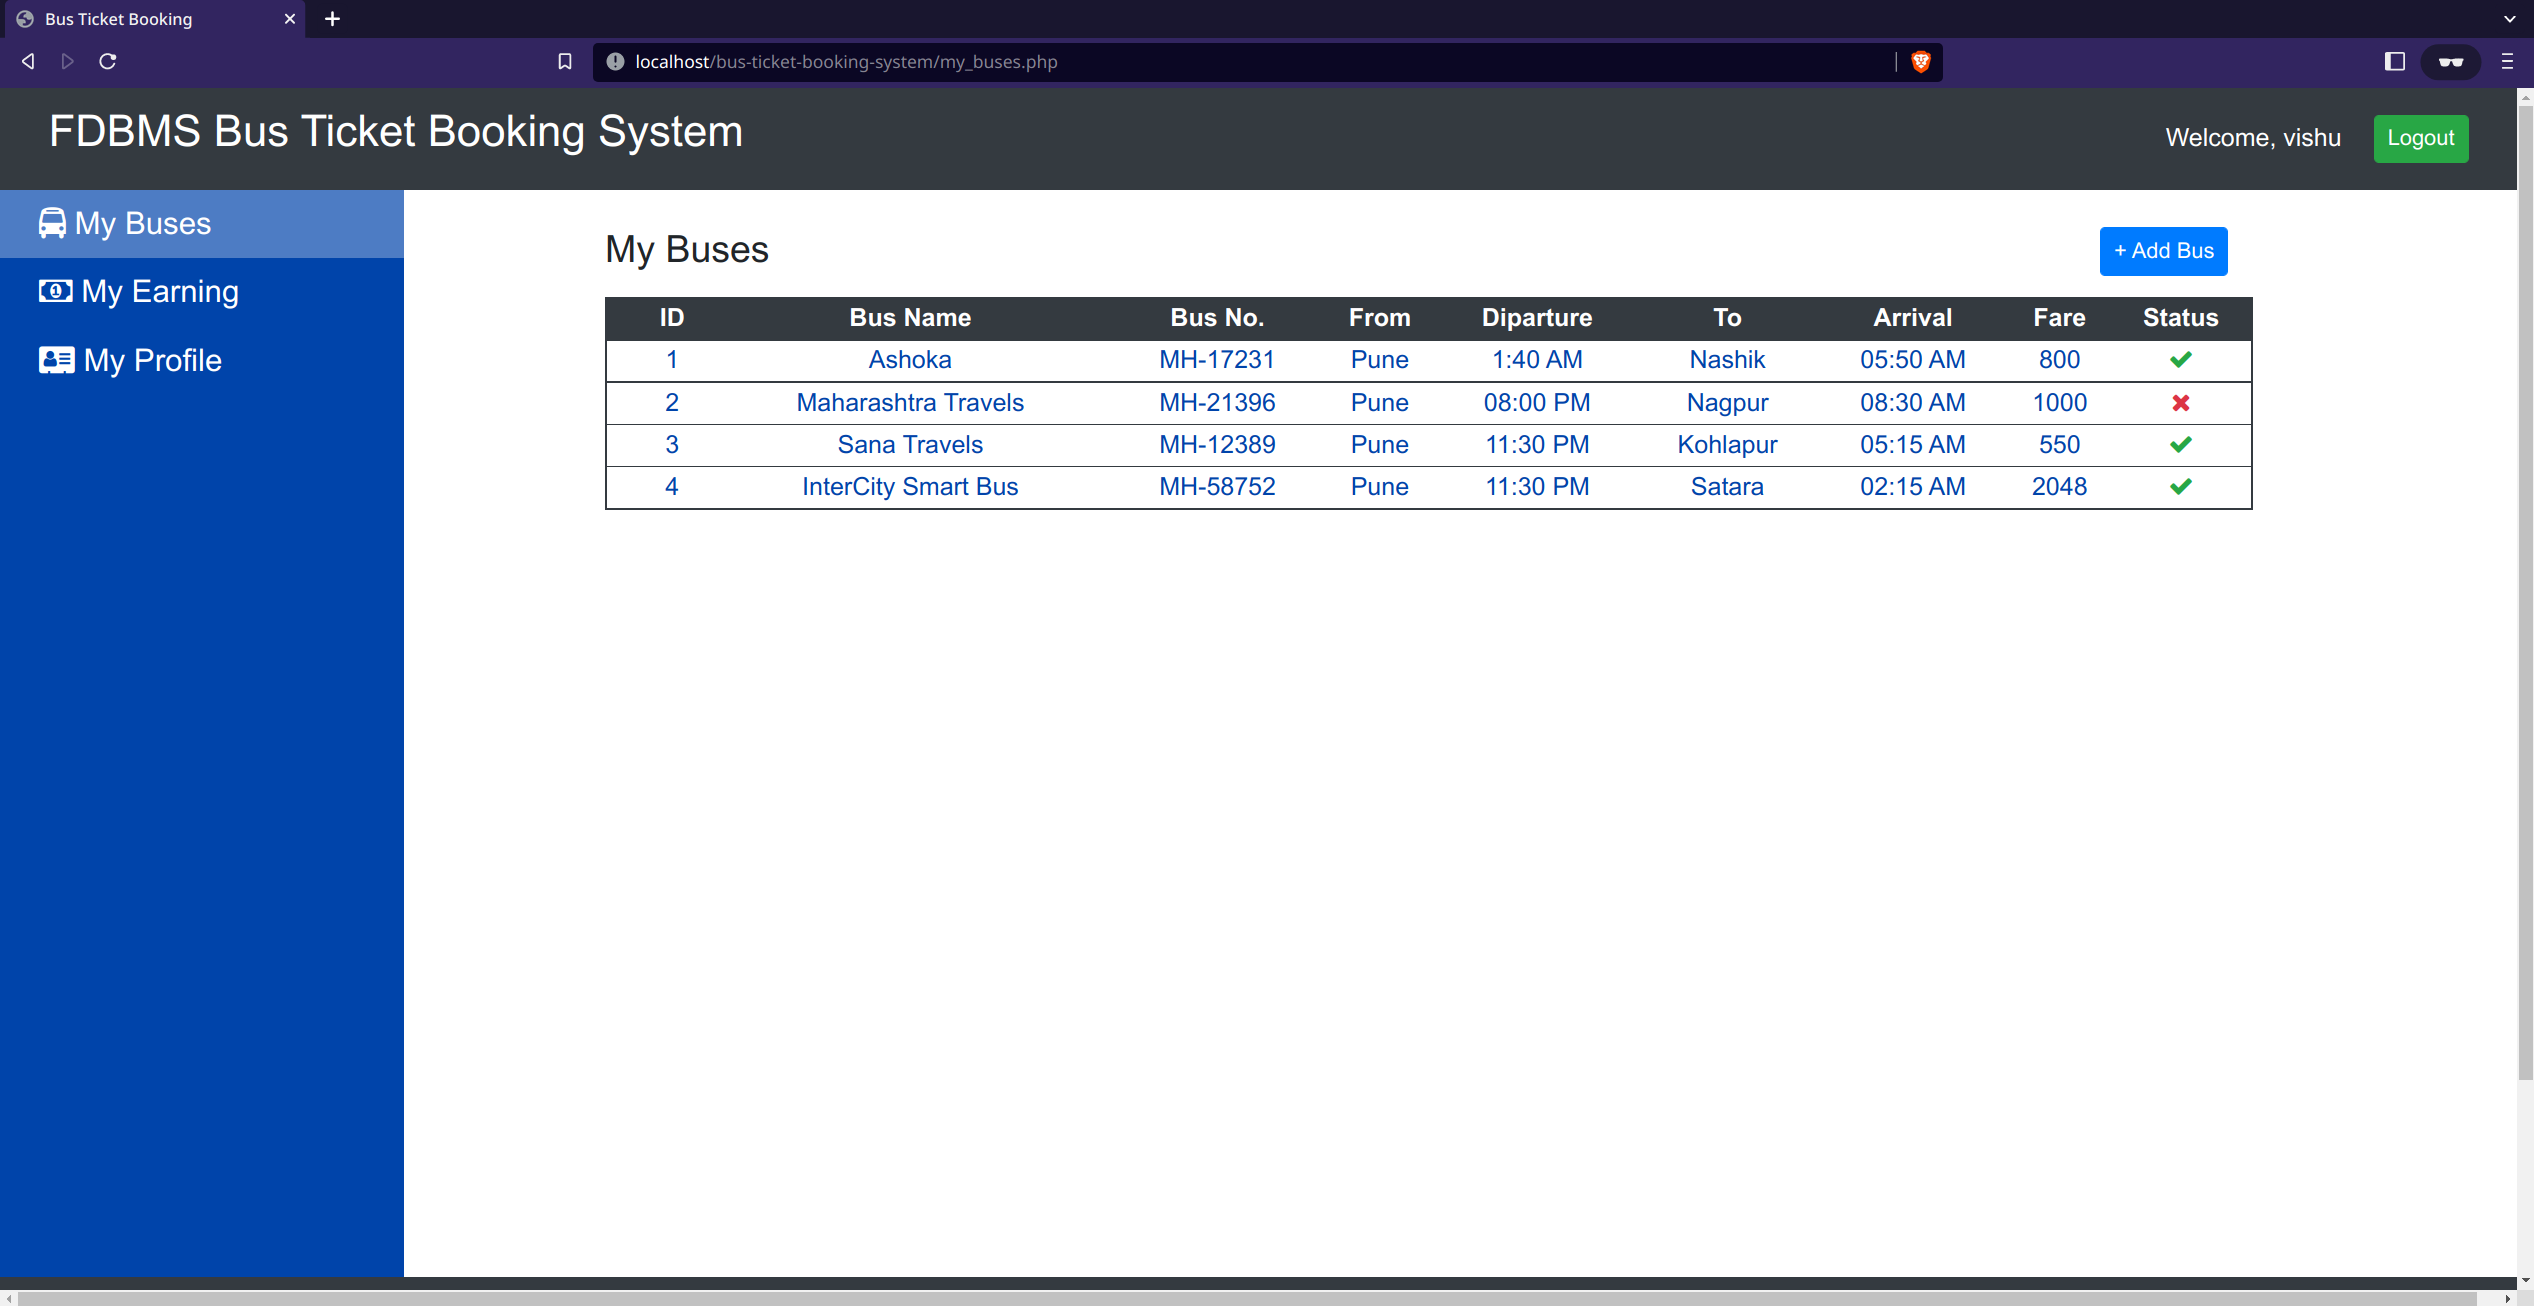 Bus Ticket Booking
localhost/bus-ticket-booking-system/my_buses.php
FDBMS Bus Ticket Booking System
Welcome, vishu
Logout
My Buses
My Earning
My Profile
My Buses
+ Add Bus
ID Bus Name Bus No. From Diparture To Arrival Fare Status
1 Ashoka MH-17231 Pune 1:40 AM Nashik 05:50 AM 800
2 Maharashtra Travels MH-21396 Pune 08:00 PM Nagpur 08:30 AM 1000
3 Sana Travels MH-12389 Pune 11:30 PM Kohlapur 05:15 AM 550
4 InterCity Smart Bus MH-58752 Pune 11:30 PM Satara 02:15 AM 2048